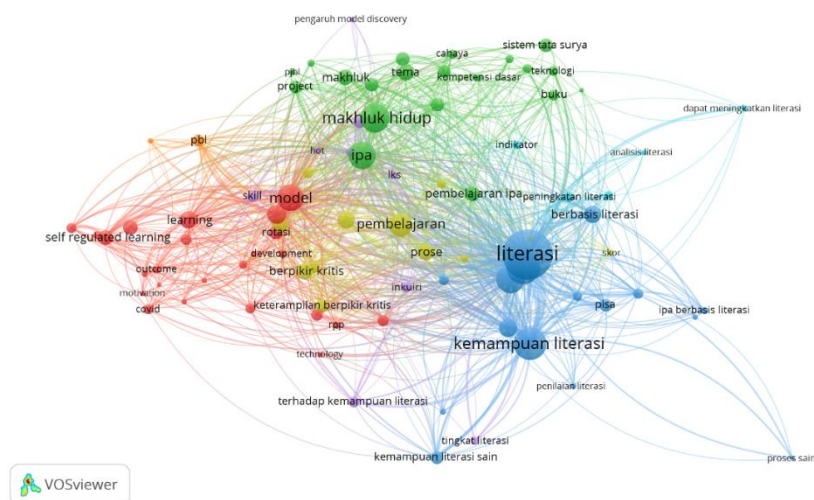 pengaruh model discovery
cahaya
sistem tata surya
pjbl
project
makhluk
tema
kompetensi dasar
teknologi
buku
makhluk hidup
dapat meningkatkan literasi
pbl
hot
ipa
indikator
analisis literasi
lks
skill
model
pembelajaran ipa
peningkatan literasi
berbasis literasi
learning
pembelajaran
self regulated learning
rotasi
development
prose
literasi
skor
outcome
berpikir kritis
inkuiri
motivation
covid
keterampilan berpikir kritis
pisa
ipa berbasis literasi
rpp
kemampuan literasi
technology
penilaian literasi
terhadap kemampuan literasi
tingkat literasi
kemampuan literasi sain
proses sain
VOSviewer